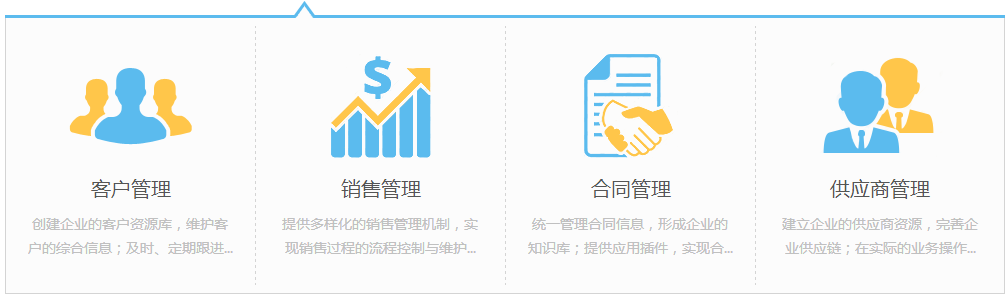 客户管理
创建企业的客户资源库，维护客
户的综合信息；及时、定期跟进...
$
销售管理
提供多样化的销售管理机制，实
现销售过程的流程控制与维护...
合同管理
统一管理合同信息，形成企业的
知识库；提供应用插件，实现合...
供应商管理
建立企业的供应商资源，完善企
业供应链；在实际的业务操作...